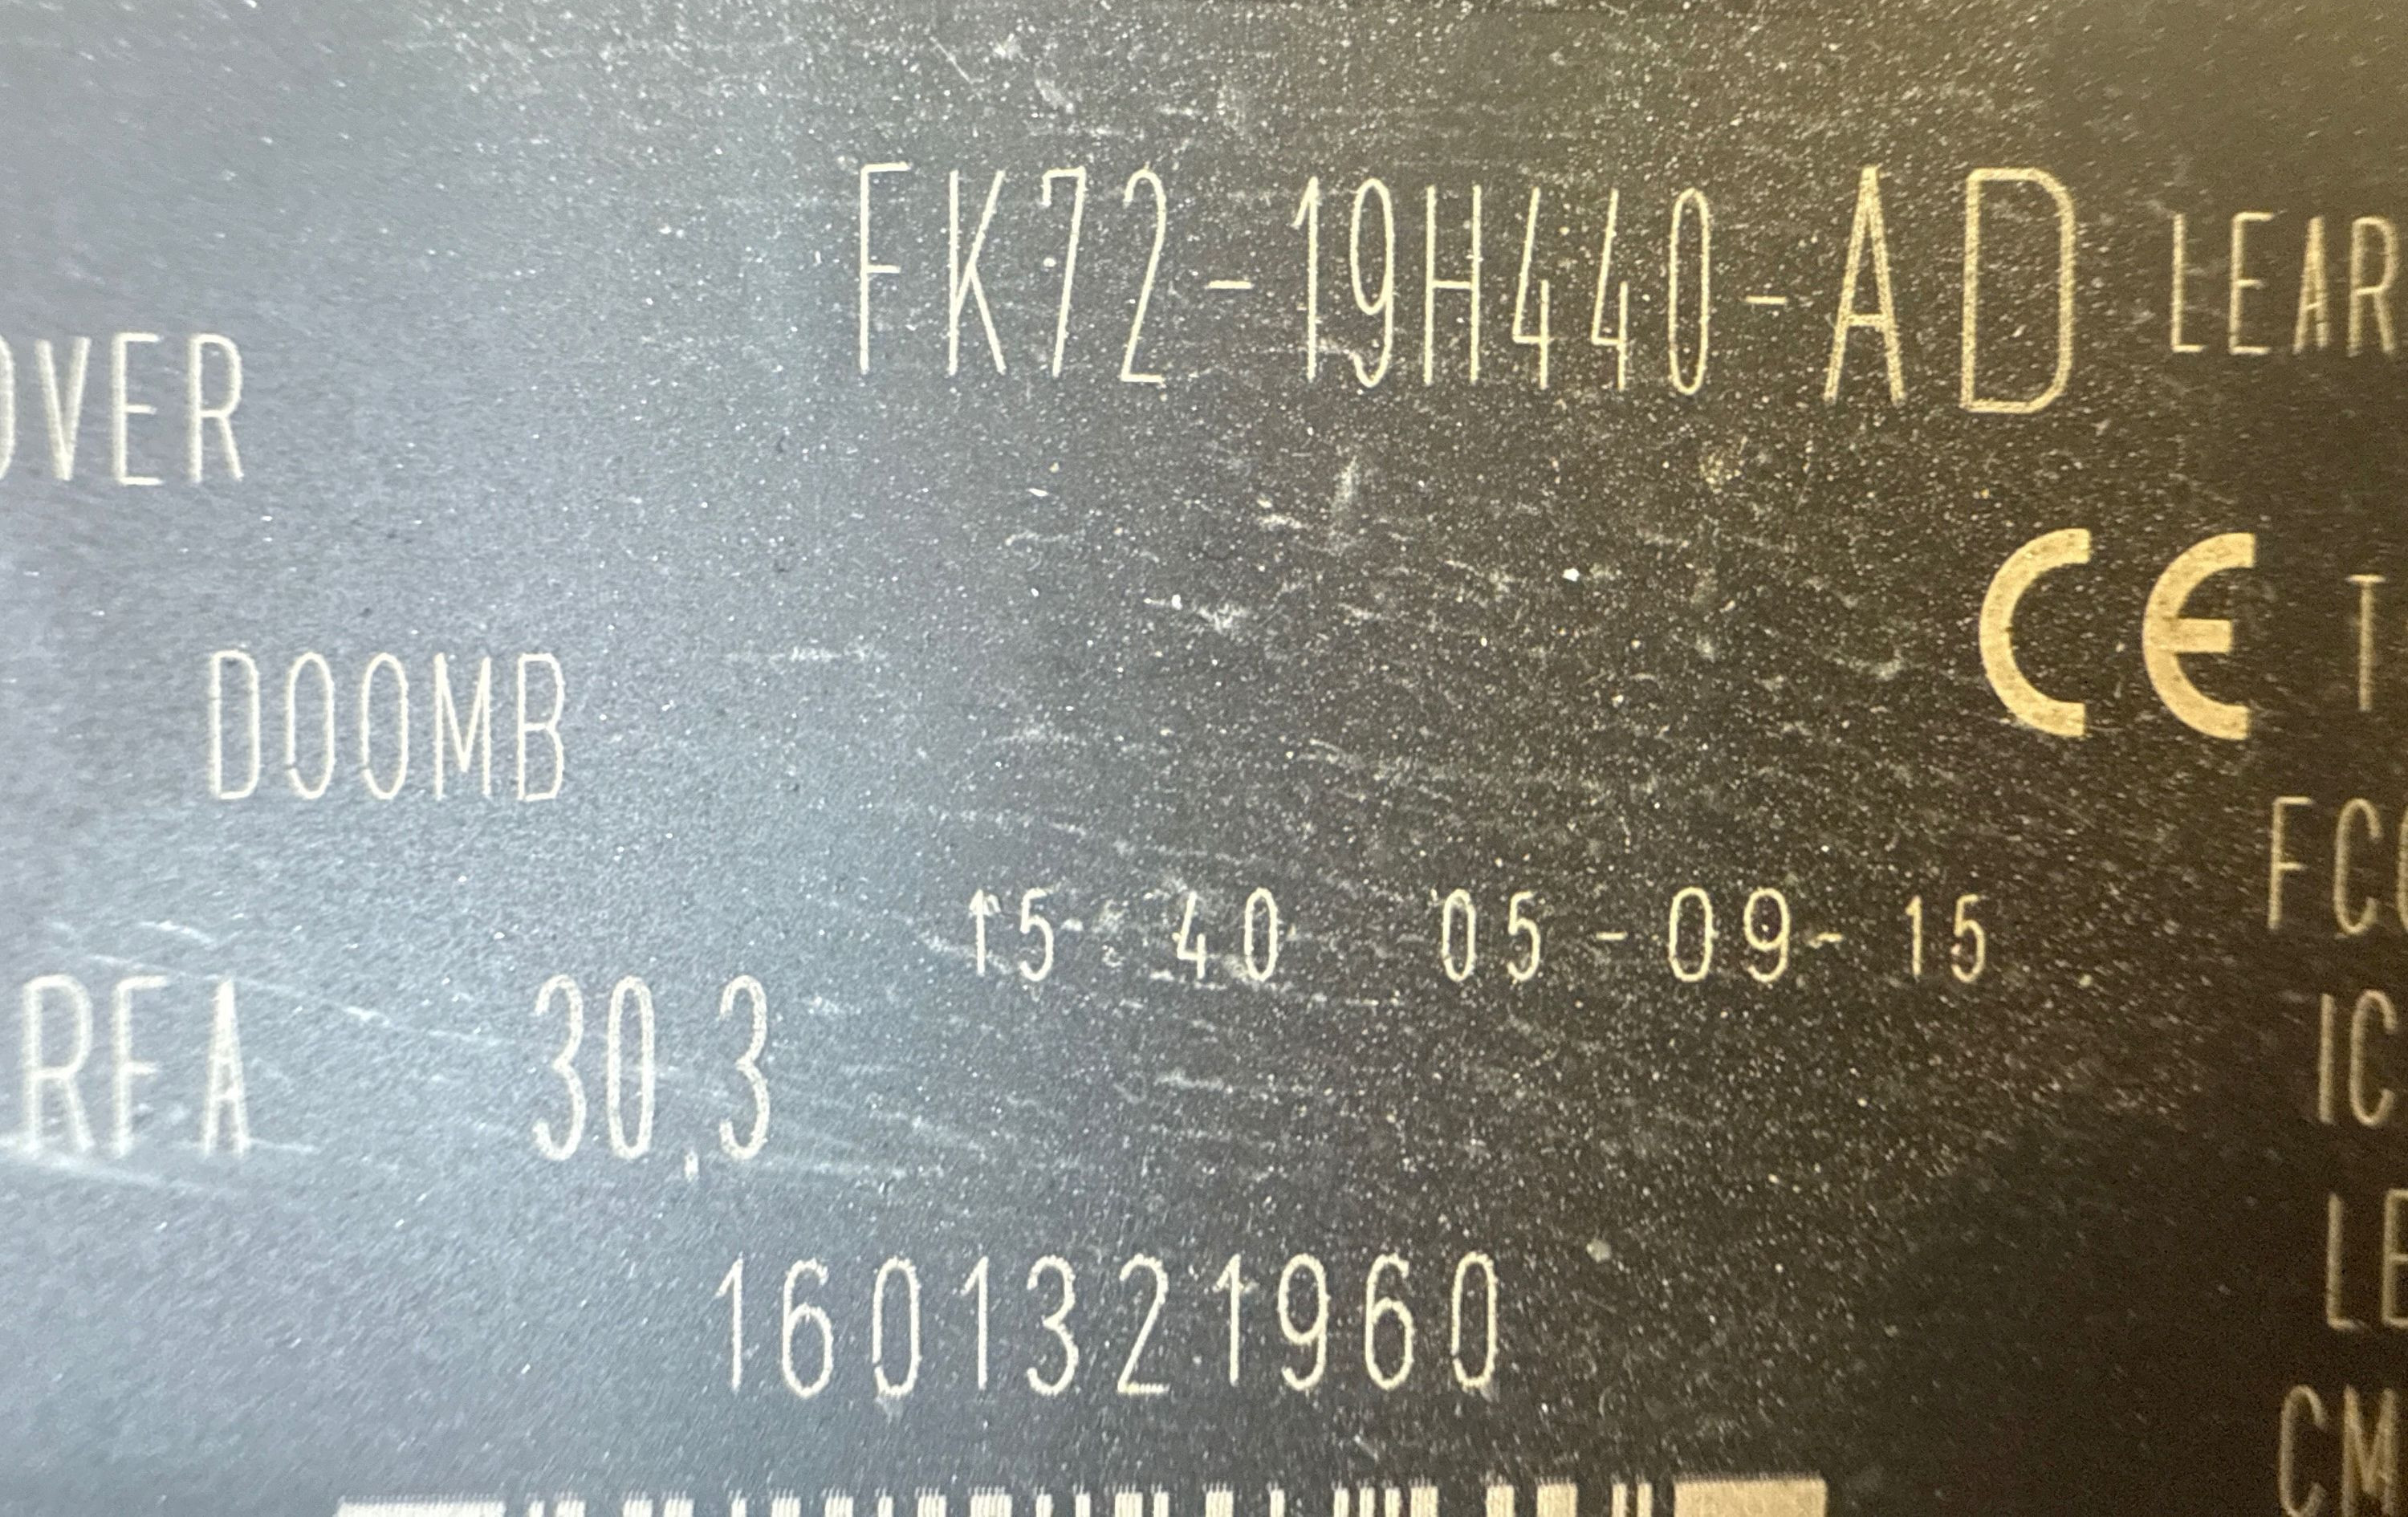 FK72-19H440-AD LEAR
OVER
CE T
D00MB
FC
15:40 05-09-15
RFA 30,3
IC
1601321960
LE
CM